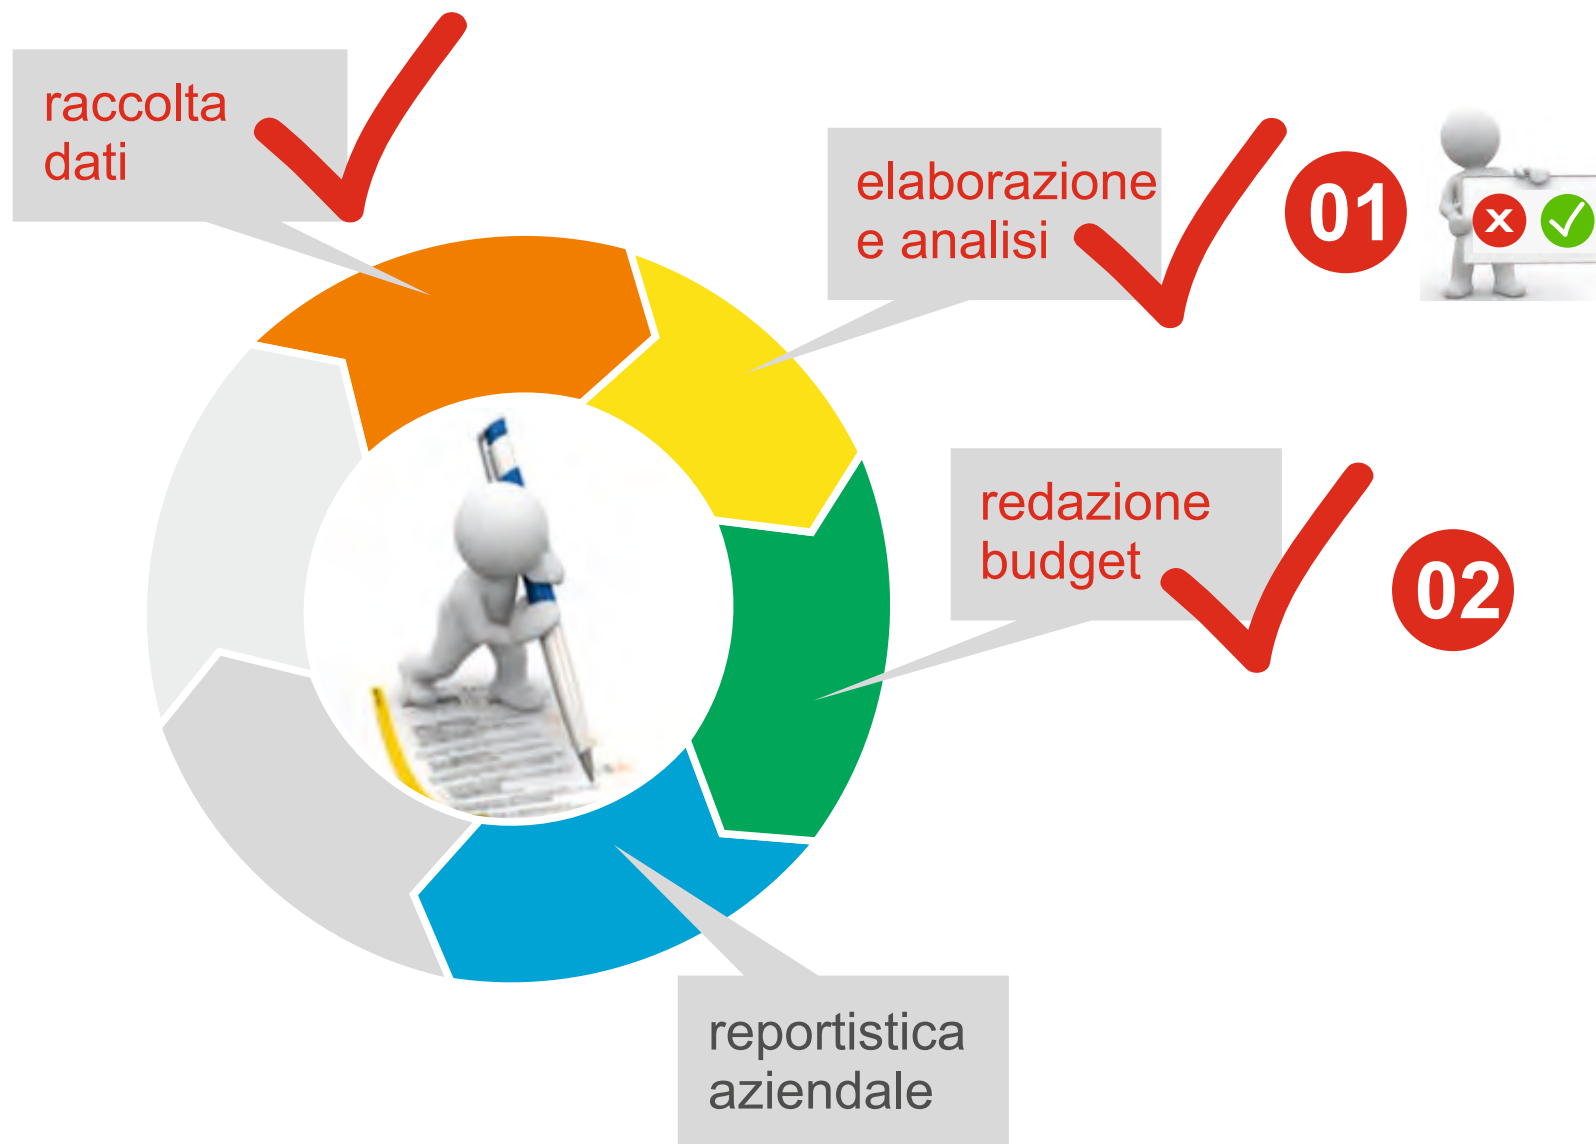 raccolta
dati
elaborazione
e analisi
01
redazione
budget
02
reportistica
aziendale